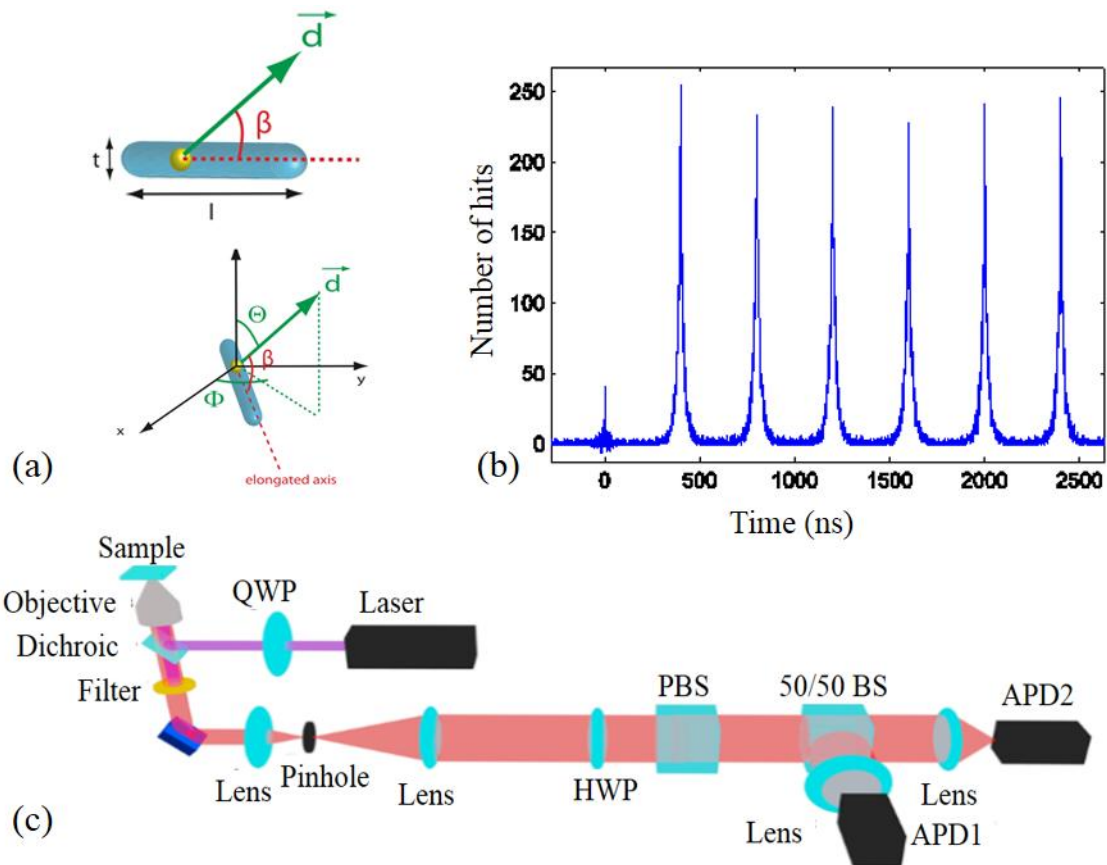 d
β
t
l
d
Θ
β
y
Φ
x
elongated axis
(a)
250
200
150
100
50
0
Number of hits
0 500 1000 1500 2000 2500
Time (ns)
(b)
Sample
QWP
Laser
Objective
Dichroic
Filter
PBS
50/50 BS
APD2
Pinhole
Lens
Lens
HWP
Lens
Lens
APD1
(c)